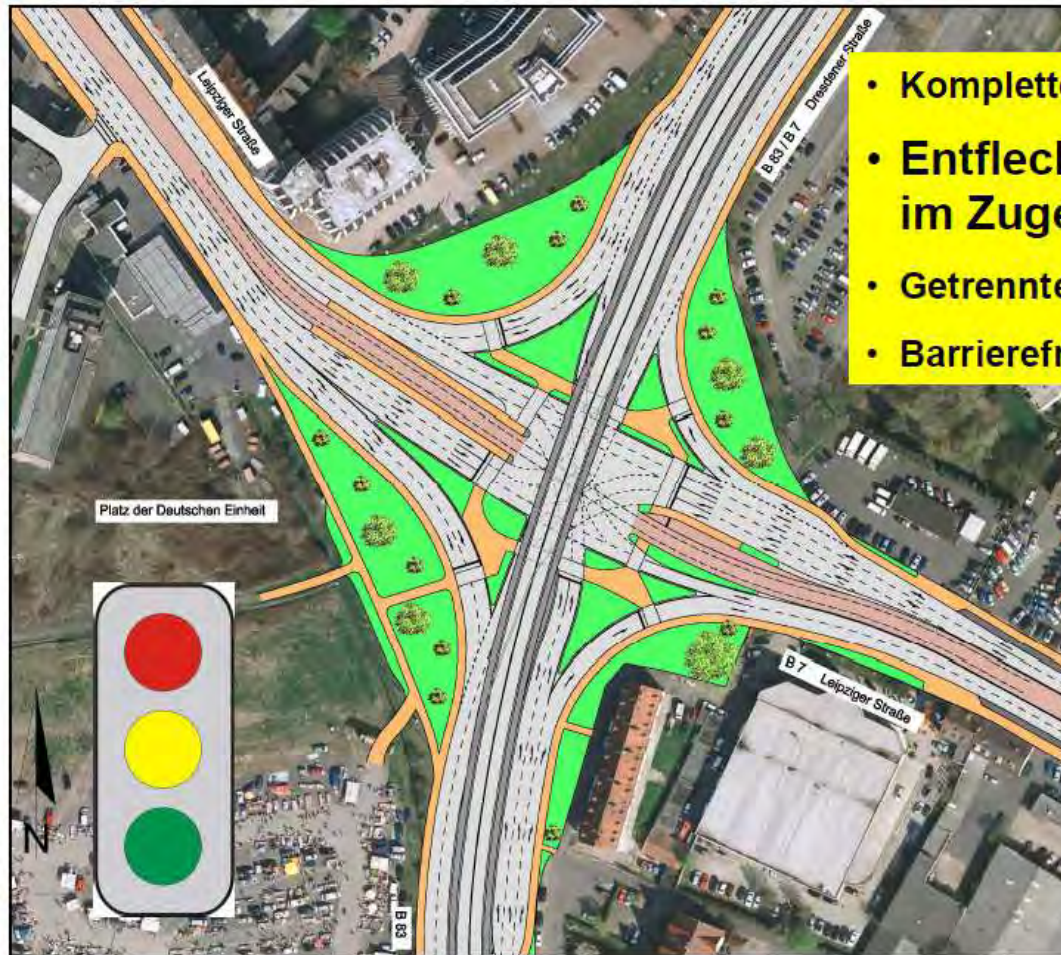 Leipziger Straße
B 83 / B 7 Dresdener Straße
• Komplette
• Entflech
im Zuge
• Getrennte
• Barrierefr
Platz der Deutschen Einheit
B 7 Leipziger Straße
N
B 83